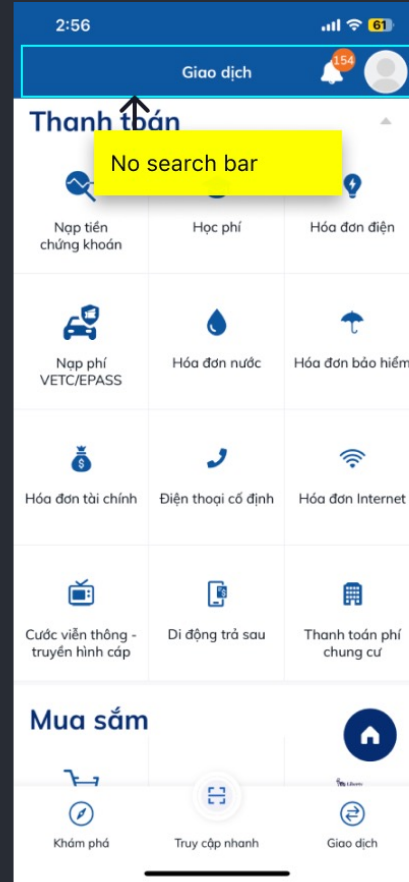 2:56
61
Giao dịch
154
Thanh toán
No search bar
Nạp tiền
chứng khoán
Học phí
Hóa đơn điện
Nạp phí
VETC/EPASS
Hóa đơn nước
Hóa đơn bảo hiểm
Hóa đơn tài chính
Điện thoại cố định
Hóa đơn Internet
Cước viễn thông -
truyền hình cáp
Di động trả sau
Thanh toán phí
chung cư
Mua sắm
Khám phá
Truy cập nhanh
Giao dịch